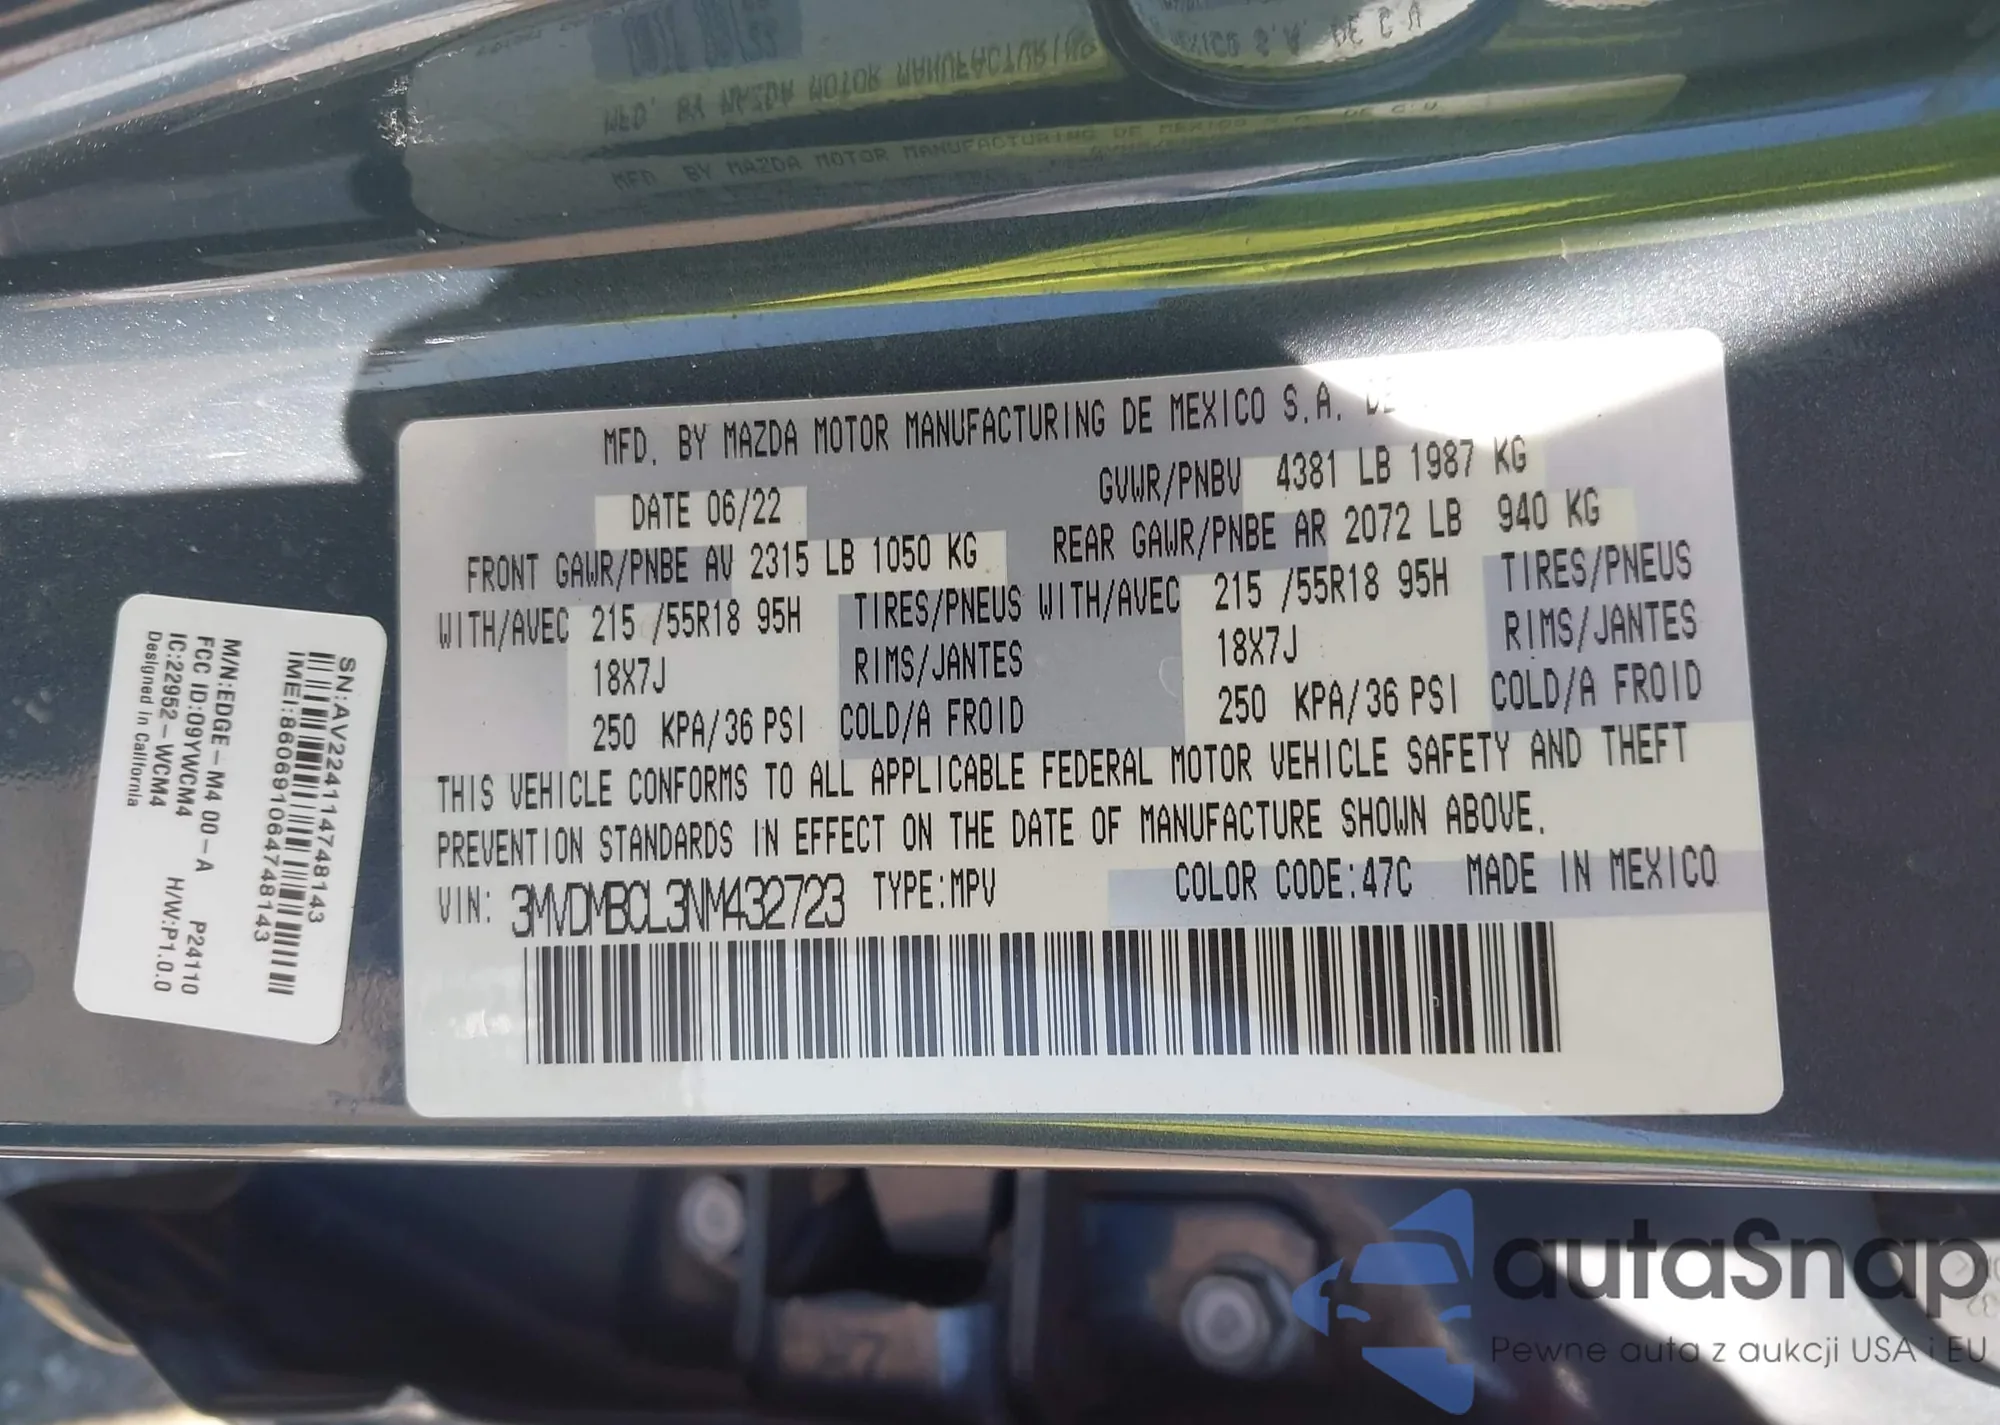 MFD. BY MAZDA MOTOR MANUFACTURING DE MEXICO S.A. DE
DATE 06/22
GVWR/PNBV 4381 LB 1987 KG
FRONT GAWR/PNBE AV 2315 LB 1050 KG
REAR GAWR/PNBE AR 2072 LB 940 KG
WITH/AVEC 215 /55R18 95H TIRES/PNEUS WITH/AVEC 215 /55R18 95H TIRES/PNEUS
18X7J RIMS/JANTES 18X7J RIMS/JANTES
250 KPA/36 PSI COLD/A FROID 250 KPA/36 PSI COLD/A FROID
THIS VEHICLE CONFORMS TO ALL APPLICABLE FEDERAL MOTOR VEHICLE SAFETY AND THEFT
PREVENTION STANDARDS IN EFFECT ON THE DATE OF MANUFACTURE SHOWN ABOVE.
VIN: 3MVDMBCL3NM432723 TYPE:MPV COLOR CODE:47C MADE IN MEXICO
SN:AV22411474 8143
IMEI:860691064748143
M/N:EDGE-M4 00-A P24110
FCC ID:09YWCM4 H/W:P1.0.0
IC:22952-WCM4
Designed in California
autaSnap
Pewne auta z aukcji USA i EU